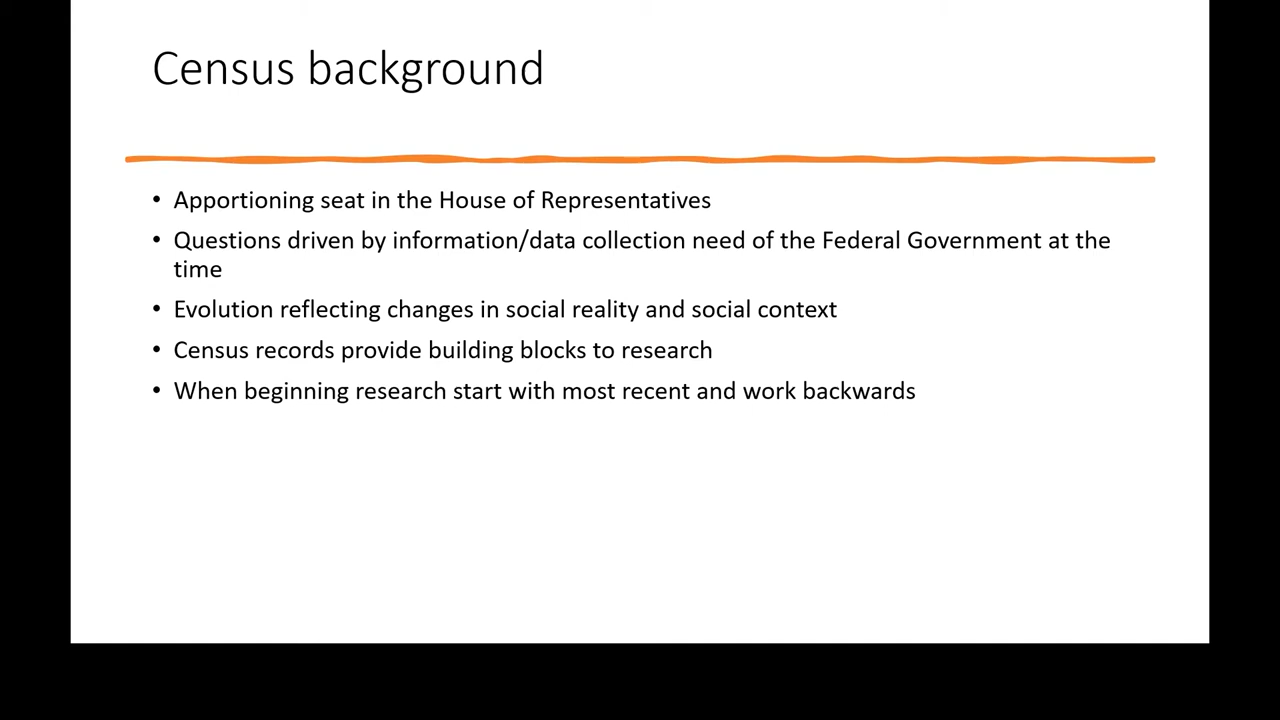 Census background
• Apportioning seat in the House of Representatives
• Questions driven by information/data collection need of the Federal Government at the
time
• Evolution reflecting changes in social reality and social context
• Census records provide building blocks to research
• When beginning research start with most recent and work backwards